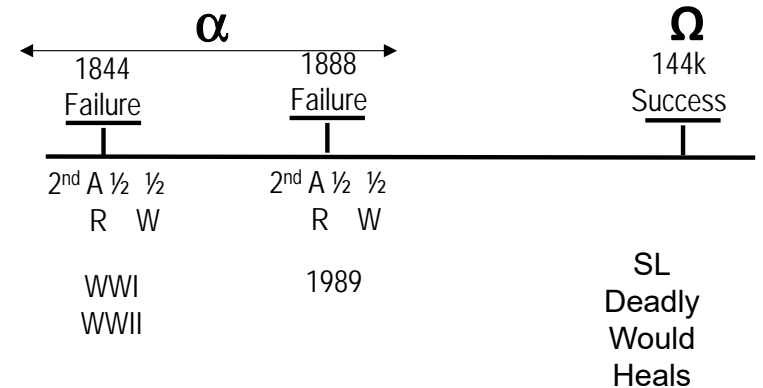 α Ω
1844 1888 144k
Failure Failure Success
2nd A ½ ½ 2nd A ½ ½
R W R W
WWI 1989 SL
WWII Deadly
Would
Heals